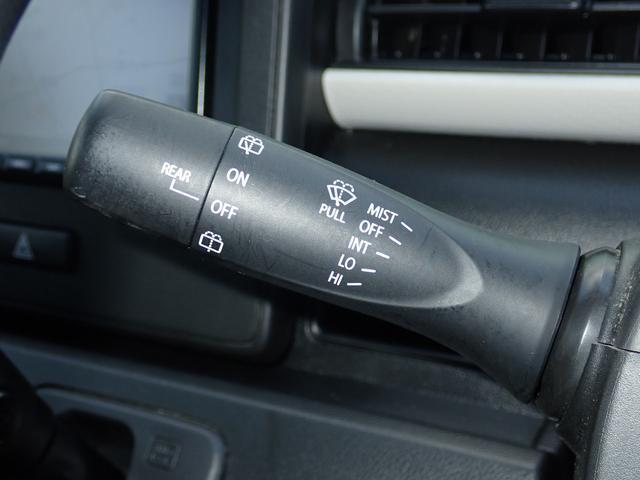 REAR
ON
OFF
PULL
MIST
OFF
INT
LO
HI